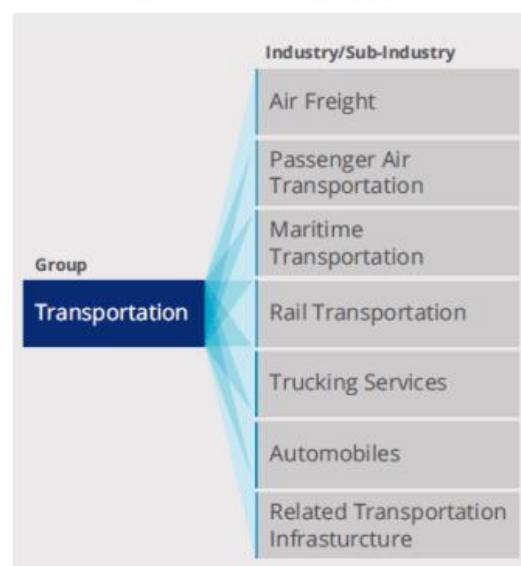 Industry/Sub-Industry
Air Freight
Passenger Air
Transportation
Maritime
Transportation
Group
Transportation
Rail Transportation
Trucking Services
Automobiles
Related Transportation
Infrasturcture